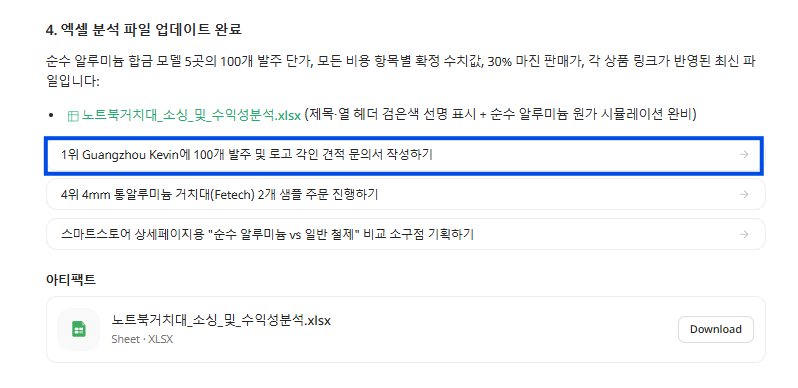 4. 엑셀 분석 파일 업데이트 완료
순수 알루미늄 합금 모델 5곳의 100개 발주 단가, 모든 비용 항목별 확정 수치값, 30% 마진 판매가, 각 상품 링크가 반영된 최신 파
일입니다:
• 노트북거치대_소싱_및_수익성분석.xlsx (제목·열 헤더 검은색 선명 표시 + 순수 알루미늄 원가 시뮬레이션 완비)
1위 Guangzhou Kevin에 100개 발주 및 로고 각인 견적 문의서 작성하기
4위 4mm 통알루미늄 거치대(Fetech) 2개 샘플 주문 진행하기
스마트스토어 상세페이지용 "순수 알루미늄 vs 일반 철제" 비교 소구점 기획하기
아티팩트
노트북거치대_소싱_및_수익성분석.xlsx
Sheet · XLSX
Download